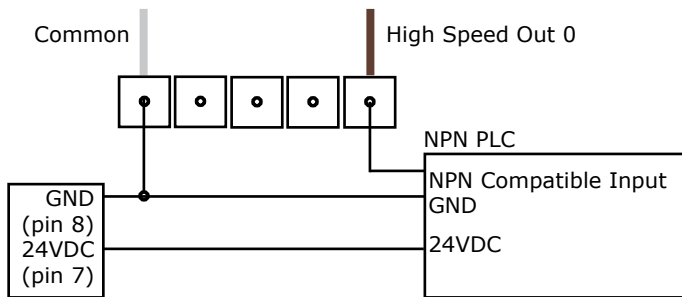 Common
High Speed Out 0
NPN PLC
NPN Compatible Input
GND
24VDC
GND
(pin 8)
24VDC
(pin 7)